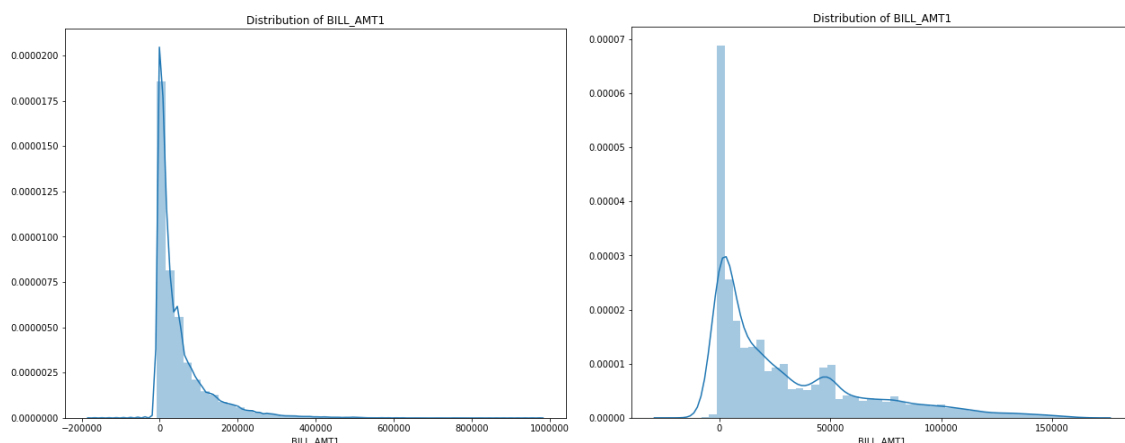 Distribution of BILL_AMT1
0.0000200
0.0000175
0.0000150
0.0000125
0.0000100
0.0000075
0.0000050
0.0000025
0.0000000
−200000 0 200000 400000 600000 800000 1000000
BILL_AMT1
Distribution of BILL_AMT1
0.00007
0.00006
0.00005
0.00004
0.00003
0.00002
0.00001
0.00000
0 50000 100000 150000
BILL_AMT1